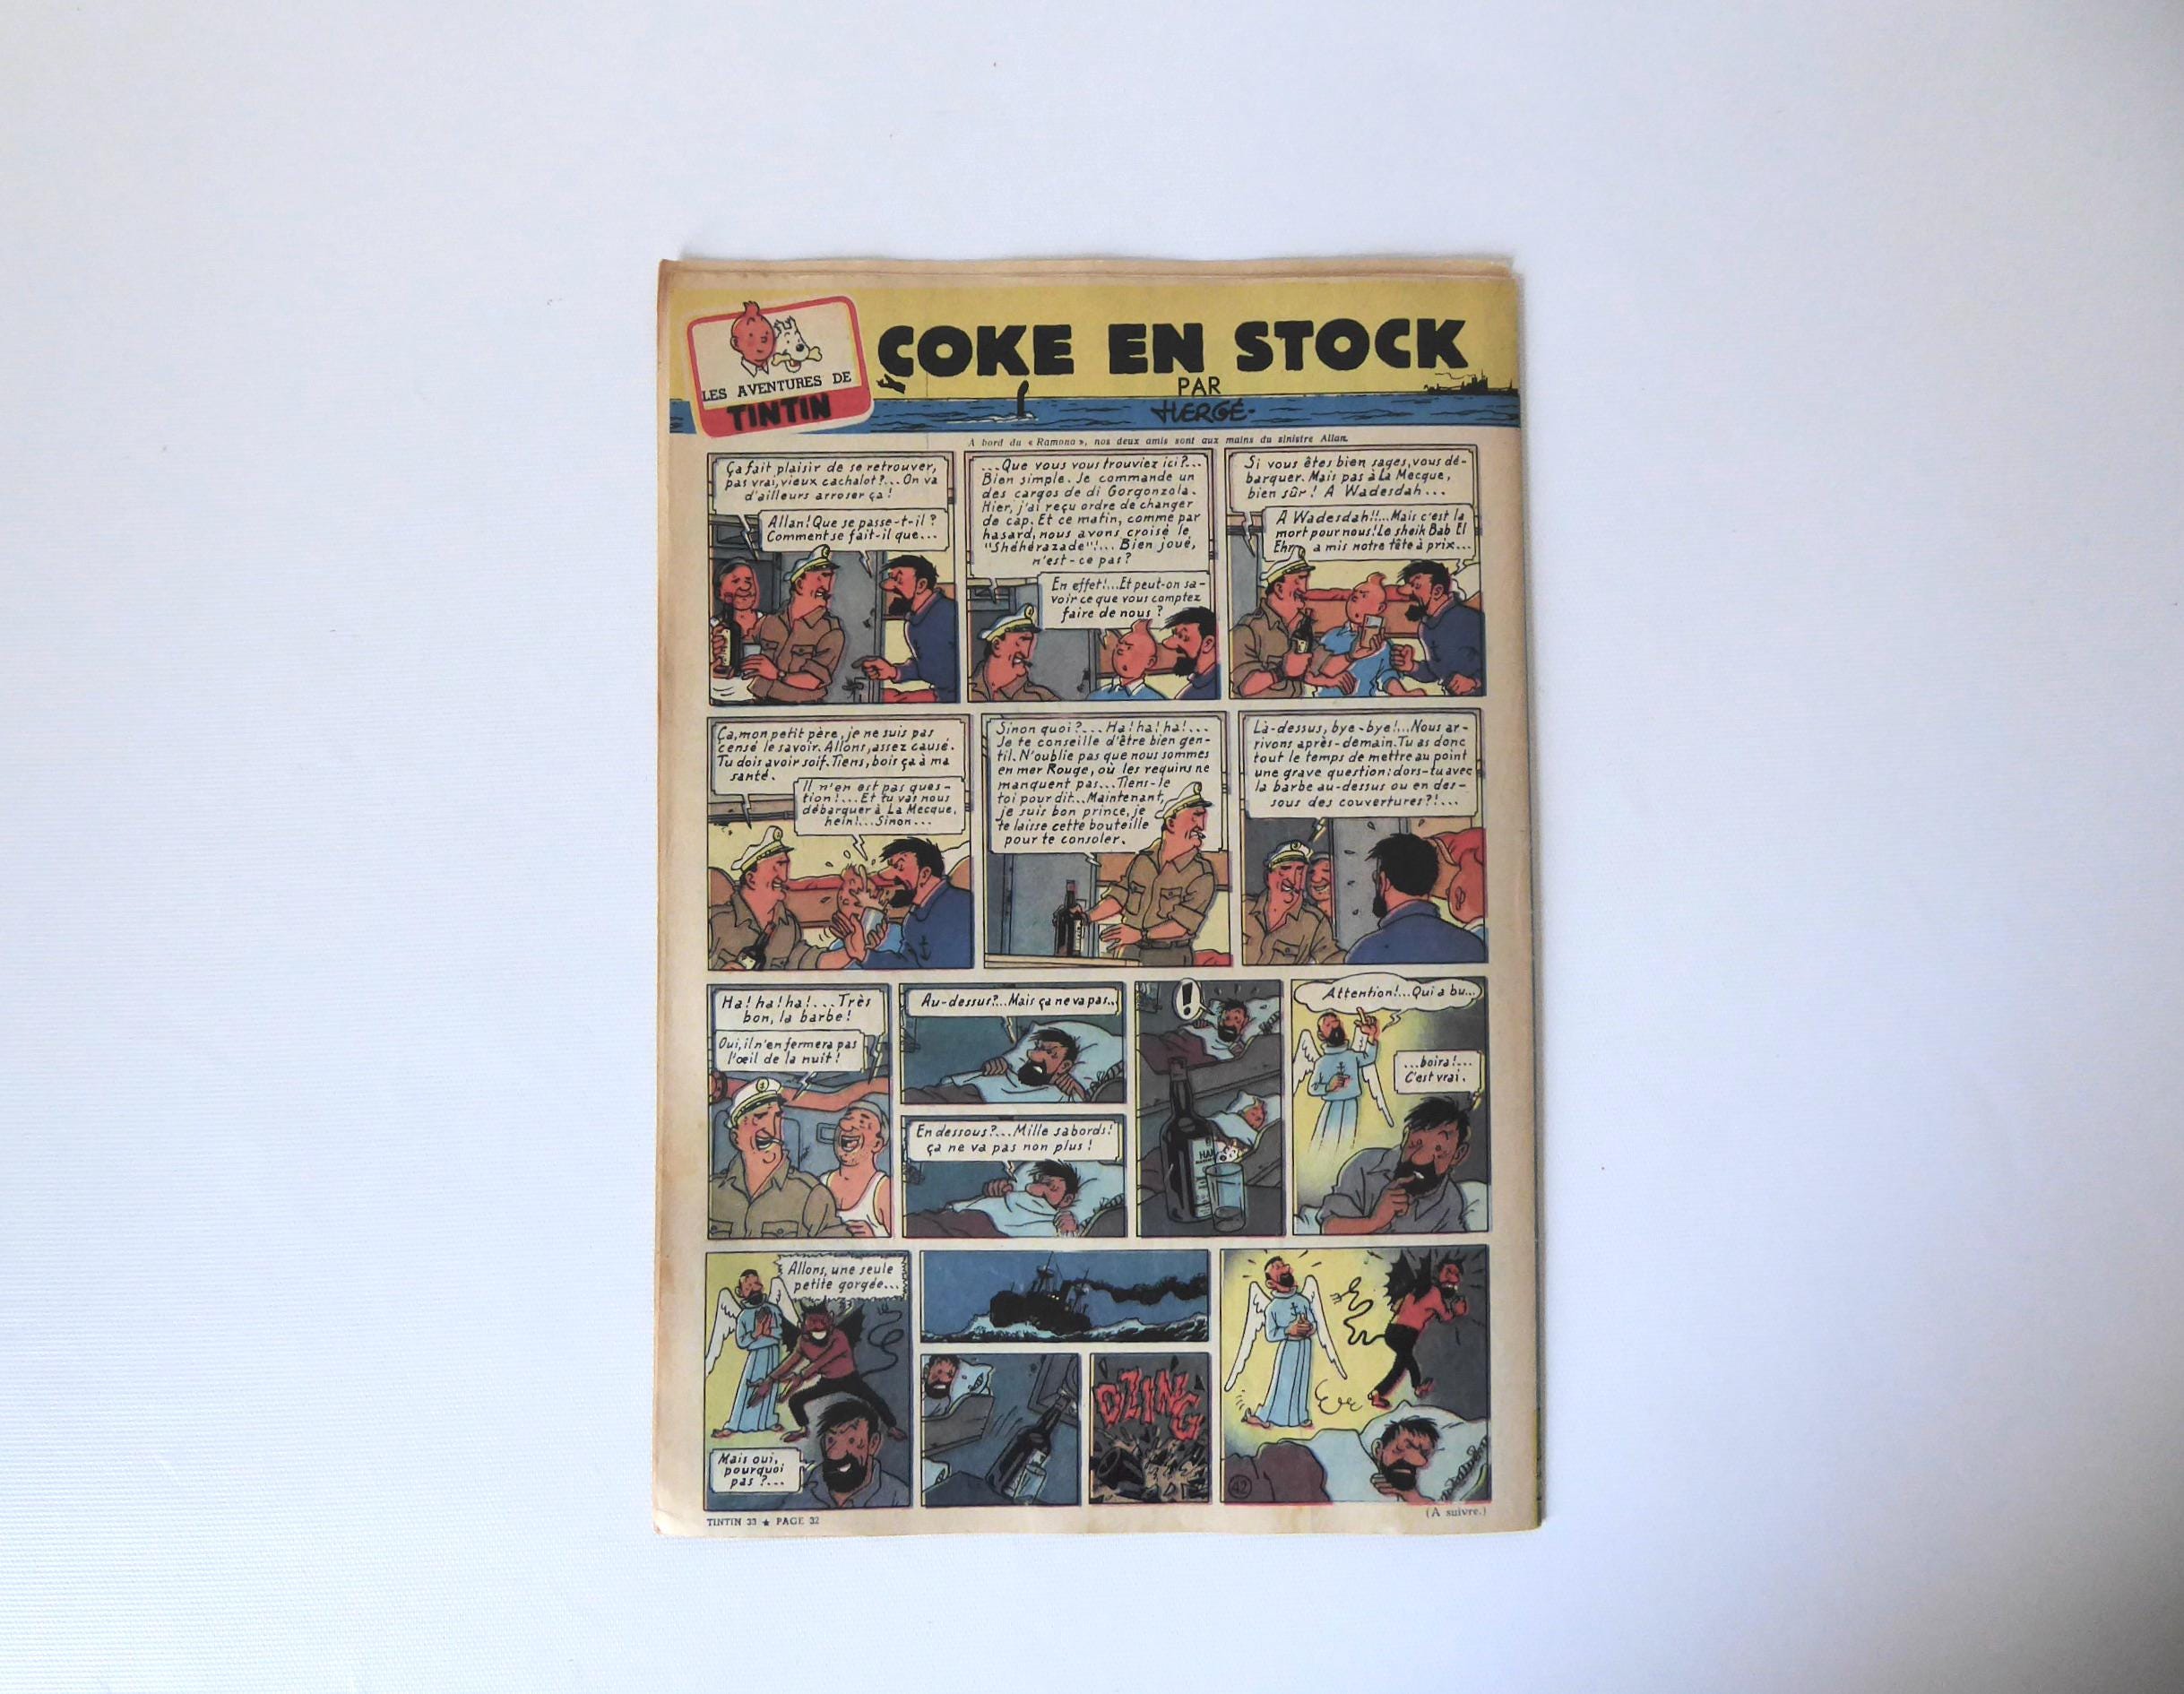 LES AVENTURES DE
TINTIN
COKE EN STOCK
PAR
HERGÉ
A bord du « Ramona », nos deux amis sont aux mains du sinistre Allan.
Ça fait plaisir de se retrouver,
pas vrai, vieux cachalot?... On va
d'ailleurs arroser ça!
Allan! Que se passe-t-il?
Comment se fait-il que...
...Que vous vous trouviez ici?...
Bien simple. Je commande un
des cargos de di Gorgonzola.
Hier, j'ai reçu ordre de changer
de cap. Et ce matin, comme par
hasard, nous avons croisé le
"Shéhérazade"!... Bien joué,
n'est-ce pas?
En effet!...Et peut-on sa-
voir ce que vous comptez
faire de nous?
Si vous êtes bien sages, vous dé-
barquer. Mais pas à La Mecque,
bien sûr! A Wadesdah...
A Wadesdah!!...Mais c'est la
mort pour nous! Le sheik Bab El
Ehr a mis notre tête à prix...
Ça, mon petit père, je ne suis pas
censé le savoir. Allons, assez causé.
Tu dois avoir soif. Tiens, bois ça à ma
santé.
Il n'en est pas ques-
tion!...Et tu vas nous
débarquer à La Mecque,
hein!...Sinon...
Sinon quoi?... Ha! ha! ha!...
Je te conseille d'être bien gen-
til. N'oublie pas que nous sommes
en mer Rouge, où les requins ne
manquent pas... Tiens-le
toi pour dit... Maintenant,
je suis bon prince, je
te laisse cette bouteille
pour te consoler.
Là-dessus, bye-bye!...Nous ar-
rivons après-demain. Tu as donc
tout le temps de mettre au point
une grave question: dors-tu avec
la barbe au-dessus ou en des-
sous des couvertures?!...
Ha! ha! ha!... Très
bon, la barbe!
Oui, il n'en fermera pas
l'œil de la nuit!
Au-dessus?...Mais ça ne va pas...
En dessous?...Mille sabords!
ça ne va pas non plus!
!
HA
Attention!...Qui a bu...
...boira!...
C'est vrai.
Allons, une seule
petite gorgée...
Mais oui,
pourquoi
pas?...
DZING
42
TINTIN 33 ★ PAGE 32
(A suivre.)